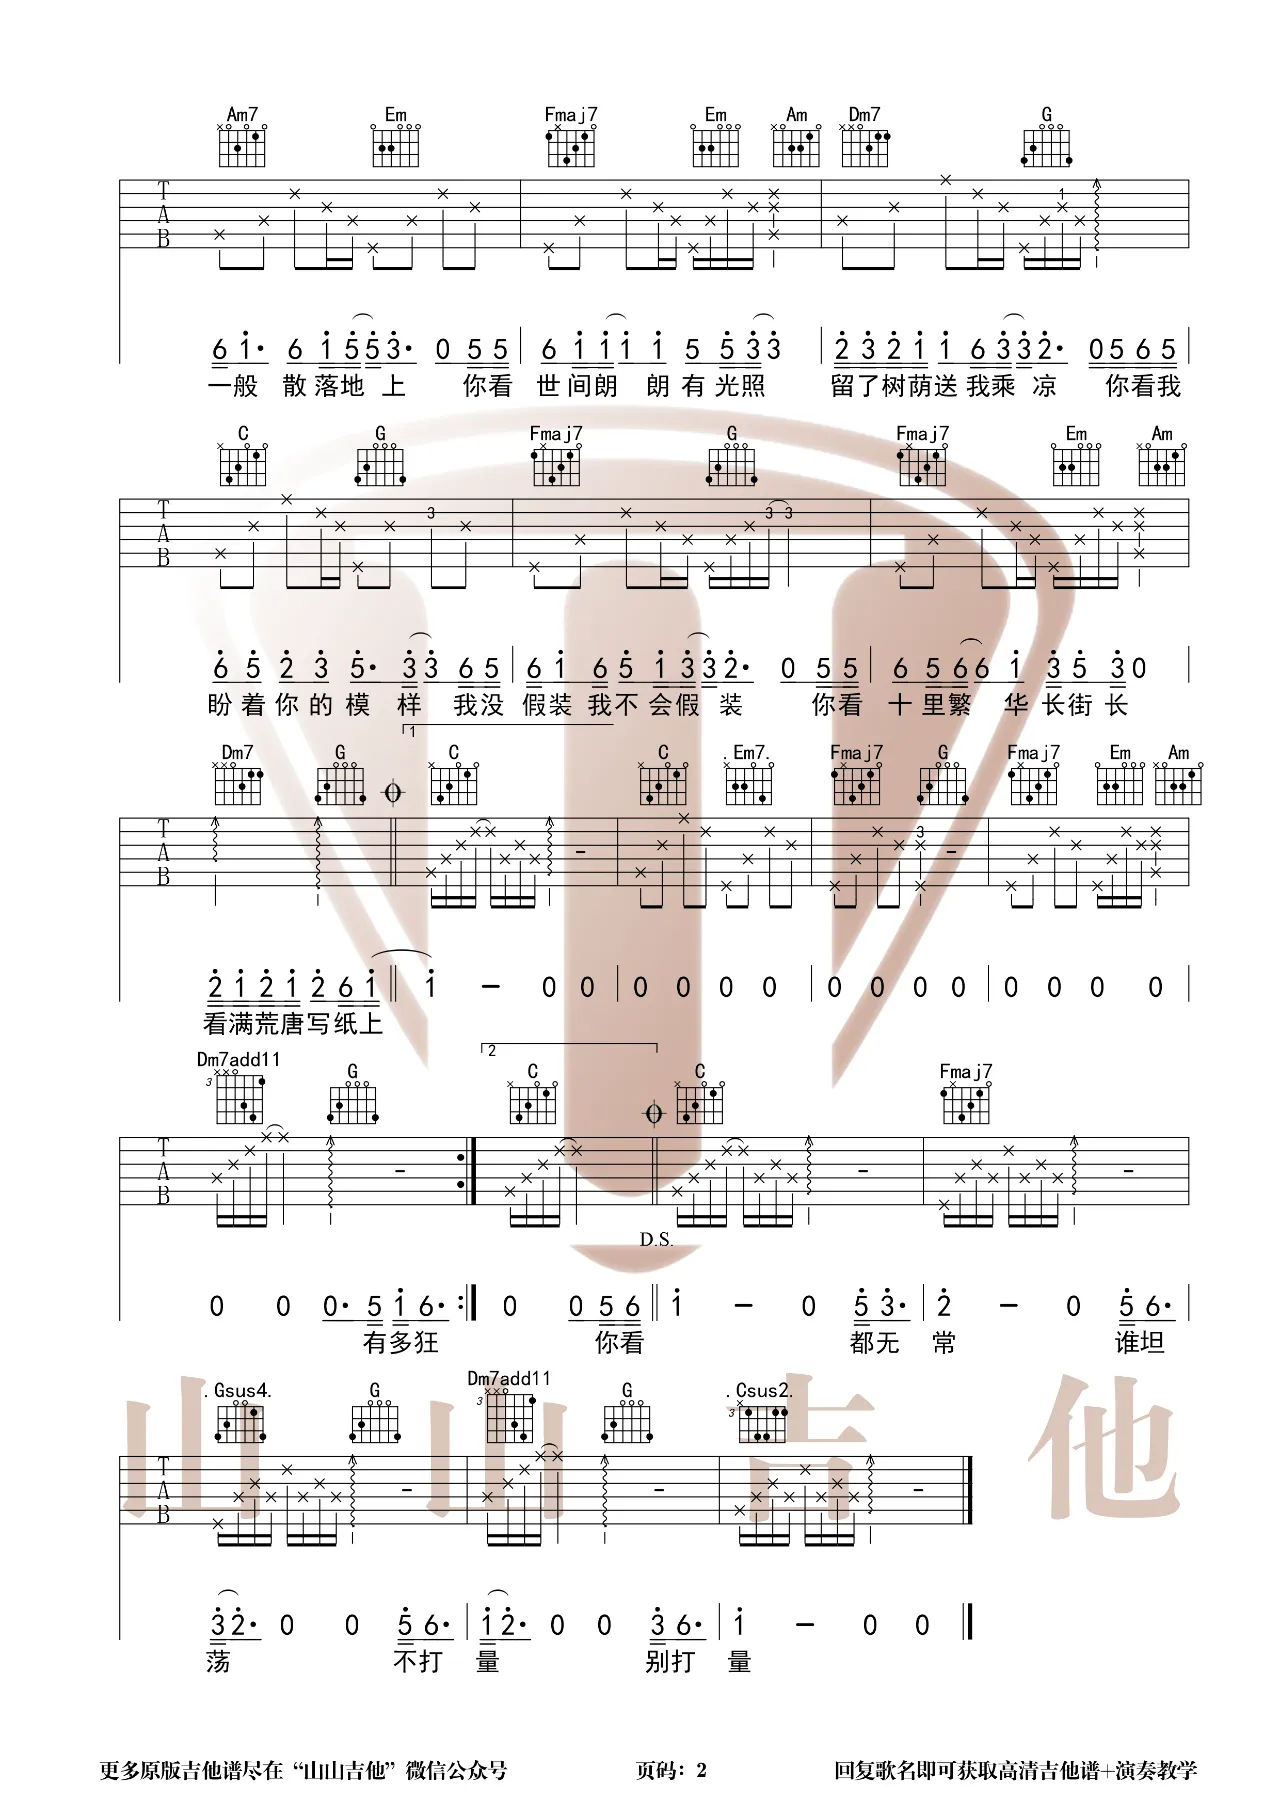 Am7 Em Fmaj7 Em Am Dm7 G
T A B
1
6 1· 6 1 5 5 3· 0 5 5 6 1 1 1 1 5 5 3 3 2 3 2 1 1 6 3 3 2· 0 5 6 5
一般 散落地 上 你看 世间朗 朗有光照 留了树荫送我乘 凉 你看我
C G Fmaj7 G Fmaj7 Em Am
T A B
3 3 3
6 5 2 3 5· 3 3 6 5 6 1 6 5 1 3 3 2· 0 5 5 6 5 6 6 1 3 5 3 0
盼着你的模 样 我没 假装我不会假 装 你看 十里繁 华长街长
1
Dm7 G C C .Em7. Fmaj7 G Fmaj7 Em Am
T A B
3
2 1 2 1 2 6 1 1 - 0 0 0 0 0 0 0 0 0 0 0 0 0 0
看满荒唐写纸上
2
Dm7add11 G C C Fmaj7
3
T A B
D.S.
0 0 0· 5 1 6· 0 0 5 6 1 - 0 5 3· 2 - 0 5 6·
有多狂 你看 都无 常 谁坦
.Gsus4. G Dm7add11 G .Csus2.
3 3
山山吉他
T A B
3 2· 0 0 5 6· 1 2· 0 0 3 6· 1 - 0 0
荡 不打 量 别打 量
更多原版吉他谱尽在“山山吉他”微信公众号 页码：2 回复歌名即可获取高清吉他谱+演奏教学